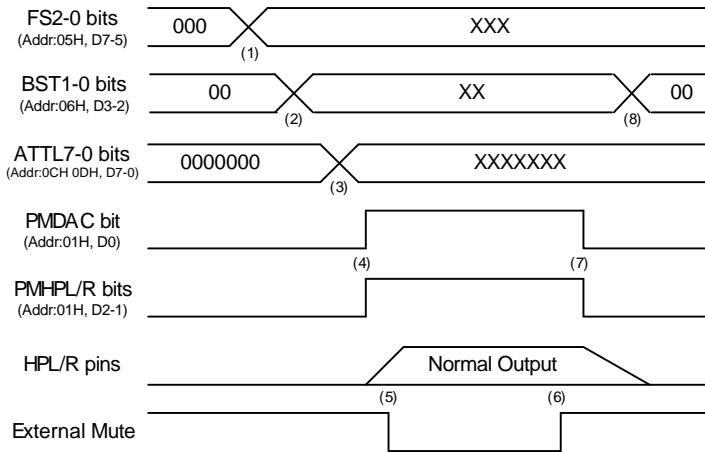 FS2-0 bits
(Addr:05H, D7-5)
000
XXX
(1)
BST1-0 bits
(Addr:06H, D3-2)
00
XX
00
(2)
(8)
ATTL7-0 bits
(Addr:0CH 0DH, D7-0)
0000000
XXXXXXX
(3)
PMDAC bit
(Addr:01H, D0)
(4)
(7)
PMHPL/R bits
(Addr:01H, D2-1)
HPL/R pins
Normal Output
(5)
(6)
External Mute